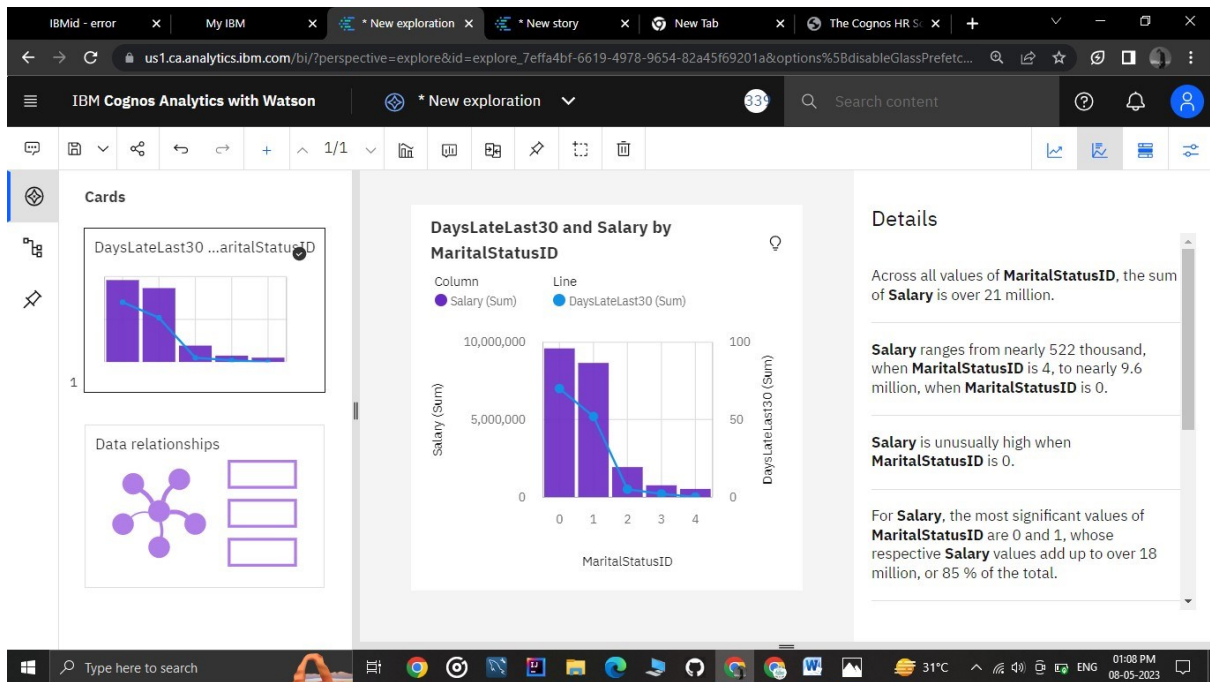 IBMid - error
My IBM
* New exploration
* New story
New Tab
The Cognos HR Sc
us1.ca.analytics.ibm.com/bi/?perspective=explore&id=explore_7effa4bf-6619-4978-9654-82a45f69201a&options%5BdisableGlassPrefetc...
IBM Cognos Analytics with Watson
* New exploration
339
Search content
1/1
Cards
DaysLateLast30 ...aritalStatusID
1
Data relationships
DaysLateLast30 and Salary by
MaritalStatusID
Column
Line
Salary (Sum)
DaysLateLast30 (Sum)
10,000,000
5,000,000
0
Salary (Sum)
100
50
0
DaysLateLast30 (Sum)
0 1 2 3 4
MaritalStatusID
Details
Across all values of MaritalStatusID, the sum
of Salary is over 21 million.
Salary ranges from nearly 522 thousand,
when MaritalStatusID is 4, to nearly 9.6
million, when MaritalStatusID is 0.
Salary is unusually high when
MaritalStatusID is 0.
For Salary, the most significant values of
MaritalStatusID are 0 and 1, whose
respective Salary values add up to over 18
million, or 85 % of the total.
Type here to search
31°C
ENG
01:08 PM
08-05-2023